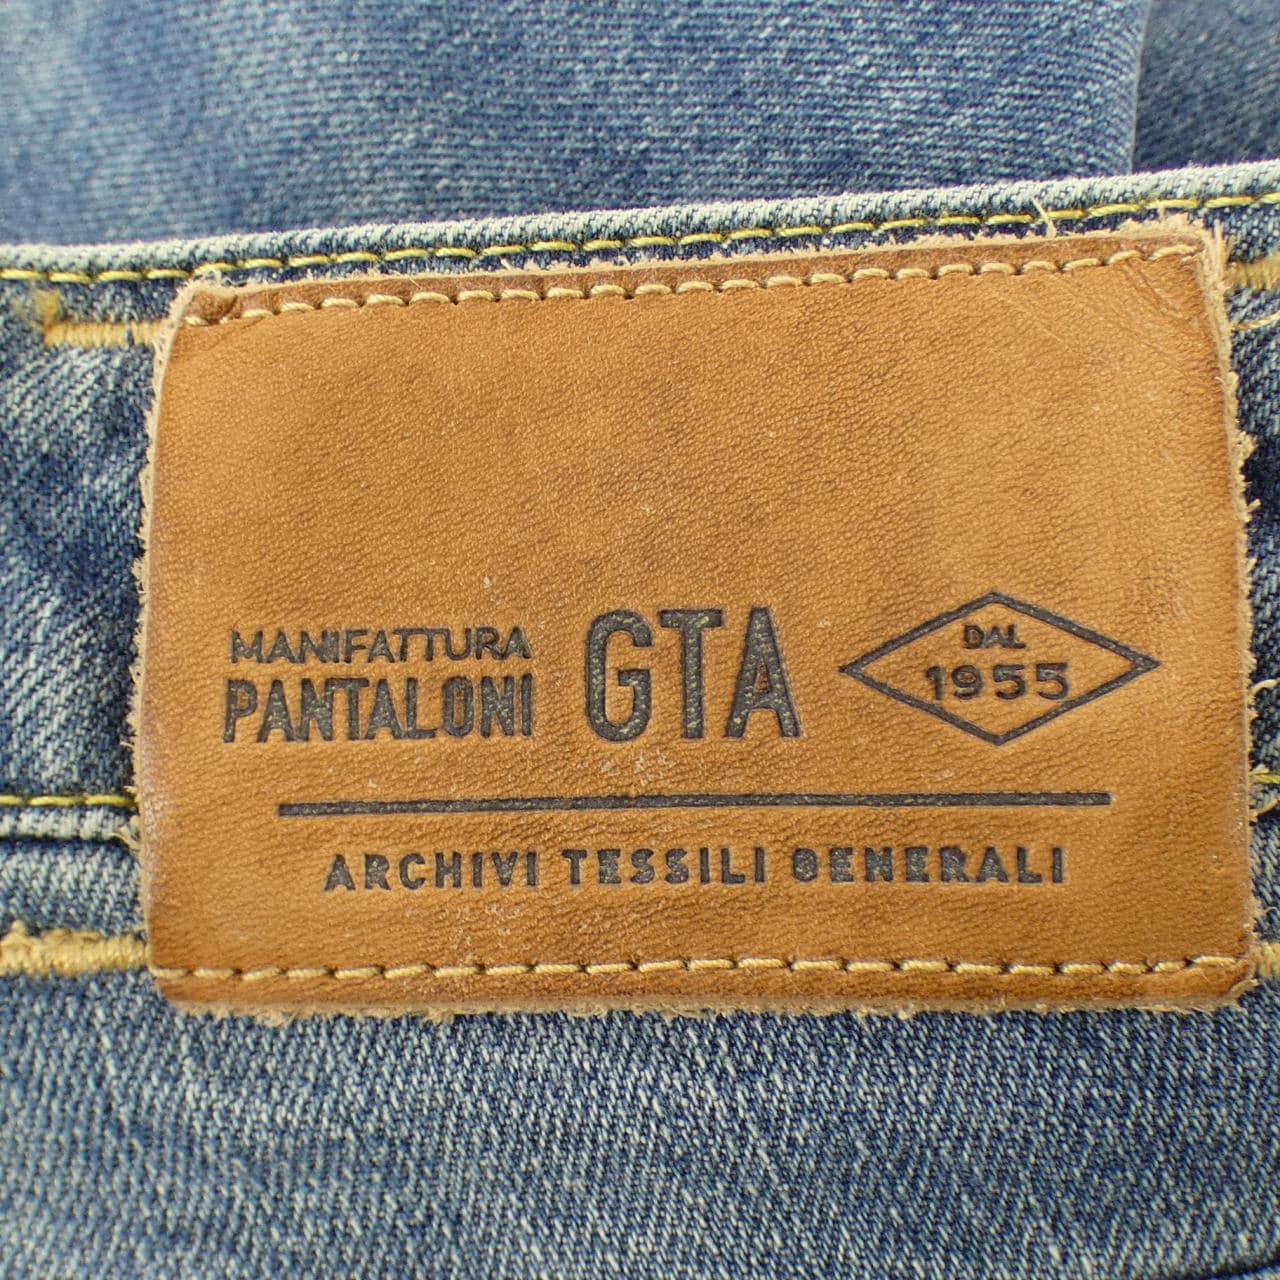 MANIFATTURA
PANTALONI
GTA
DAL
1955
ARCHIVI TESSILI GENERALI